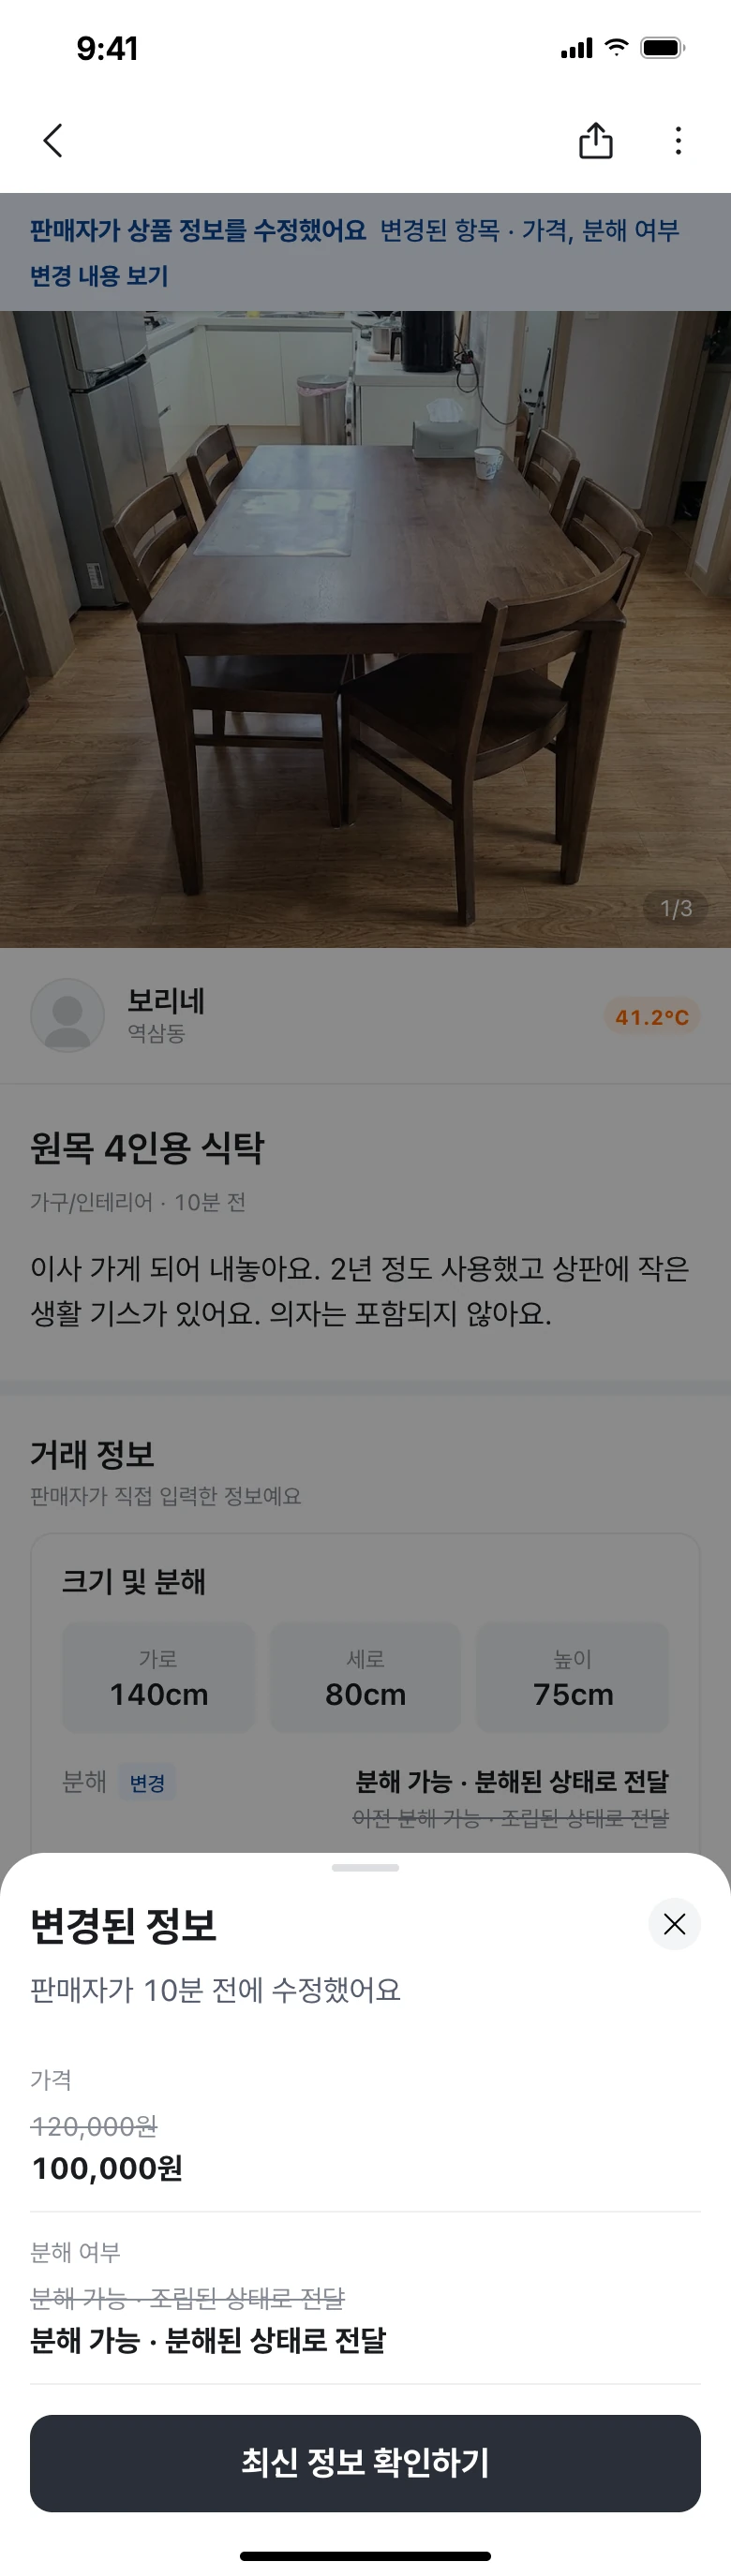 9:41
판매자가 상품 정보를 수정했어요 변경된 항목 · 가격, 분해 여부
변경 내용 보기
1/3
보리네
역삼동
41.2°C
원목 4인용 식탁
가구/인테리어 · 10분 전
이사 가게 되어 내놓아요. 2년 정도 사용했고 상판에 작은
생활 기스가 있어요. 의자는 포함되지 않아요.
거래 정보
판매자가 직접 입력한 정보예요
크기 및 분해
가로 세로 높이
140cm 80cm 75cm
분해 변경 분해 가능 · 분해된 상태로 전달
이전 분해 가능 · 조립된 상태로 전달
변경된 정보
판매자가 10분 전에 수정했어요
가격
120,000원
100,000원
분해 여부
분해 가능 · 조립된 상태로 전달
분해 가능 · 분해된 상태로 전달
최신 정보 확인하기